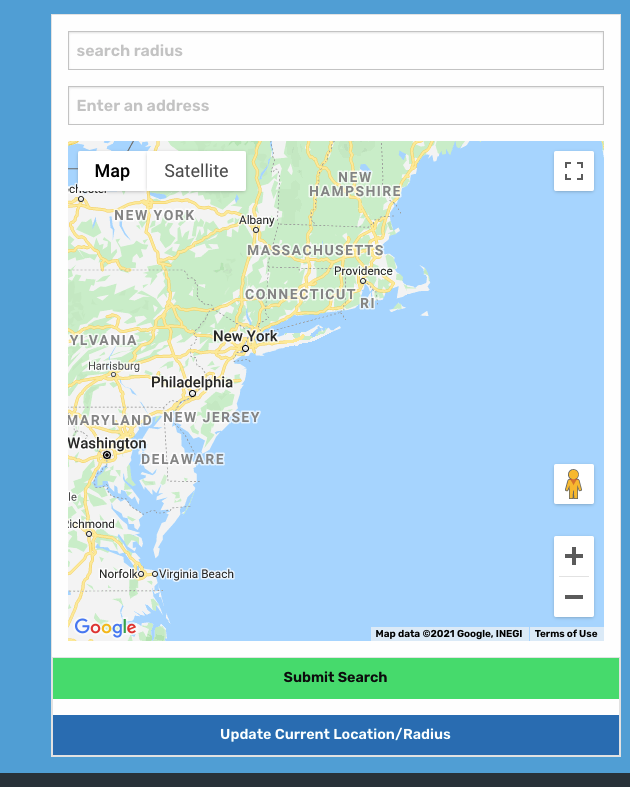 search radius
Enter an address
Map Satellite
chester
NEW YORK
NEW
HAMPSHIRE
Albany
MASSACHUSETTS
Providence
CONNECTICUT
RI
New York
YLVANIA
Harrisburg
Philadelphia
MARYLAND
NEW JERSEY
Washington
DELAWARE
le
ichmond
Norfolk
Virginia Beach
Google
Map data ©2021 Google, INEGI
Terms of Use
Submit Search
Update Current Location/Radius